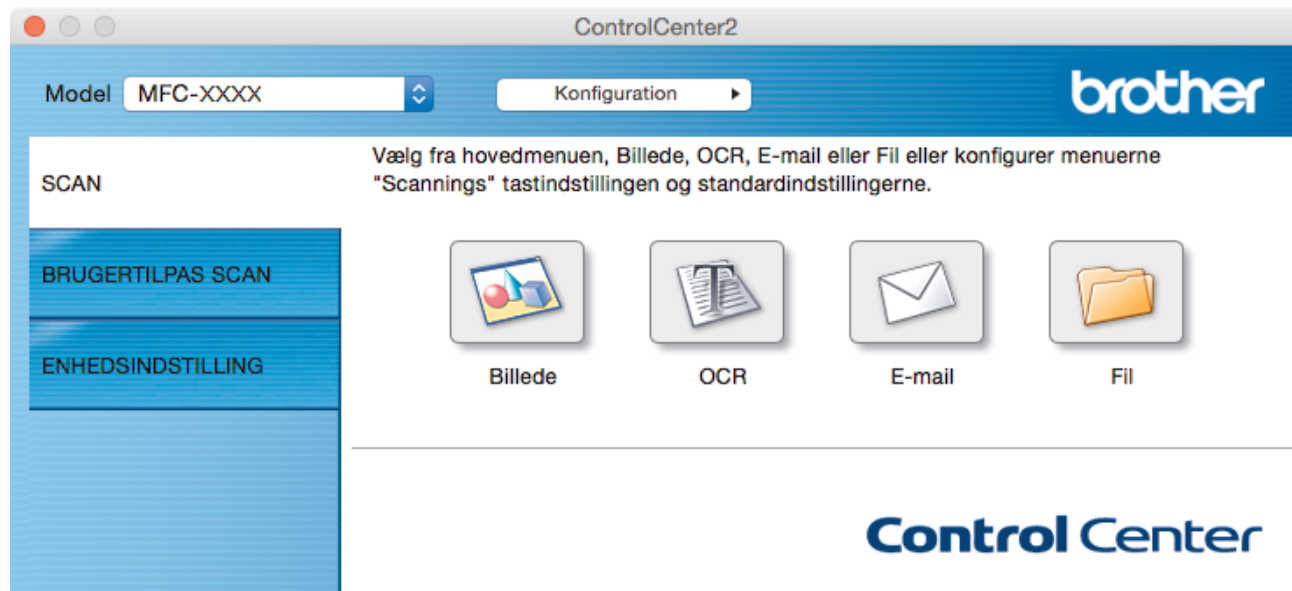 ControlCenter2
Model MFC-XXXX Konfiguration brother
SCAN
Vælg fra hovedmenuen, Billede, OCR, E-mail eller Fil eller konfigurer menuerne
"Scannings" tastindstillingen og standardindstillingerne.
BRUGERTILPAS SCAN
ENHEDSINDSTILLING
Billede OCR E-mail Fil
Control Center